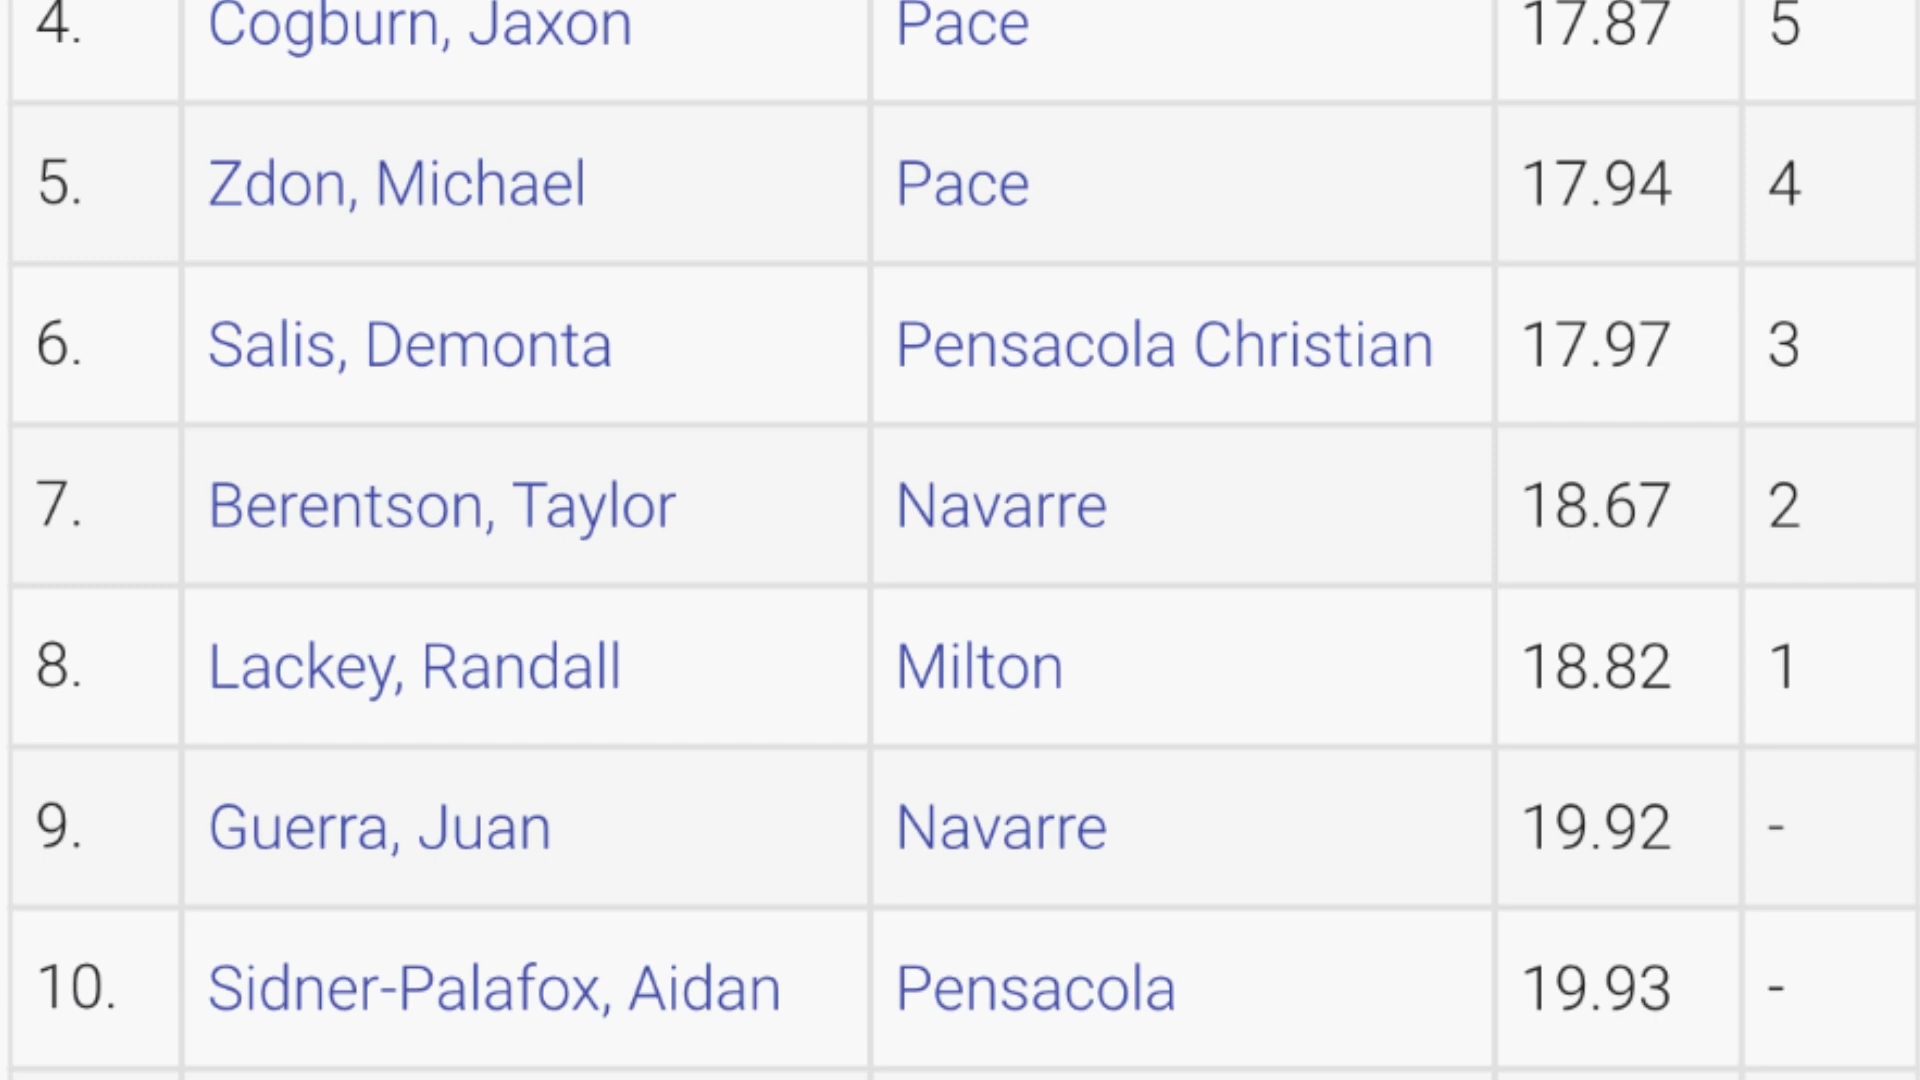 4. Cogburn, Jaxon Pace 17.87 5
5. Zdon, Michael Pace 17.94 4
6. Salis, Demonta Pensacola Christian 17.97 3
7. Berentson, Taylor Navarre 18.67 2
8. Lackey, Randall Milton 18.82 1
9. Guerra, Juan Navarre 19.92 -
10. Sidner-Palafox, Aidan Pensacola 19.93 -